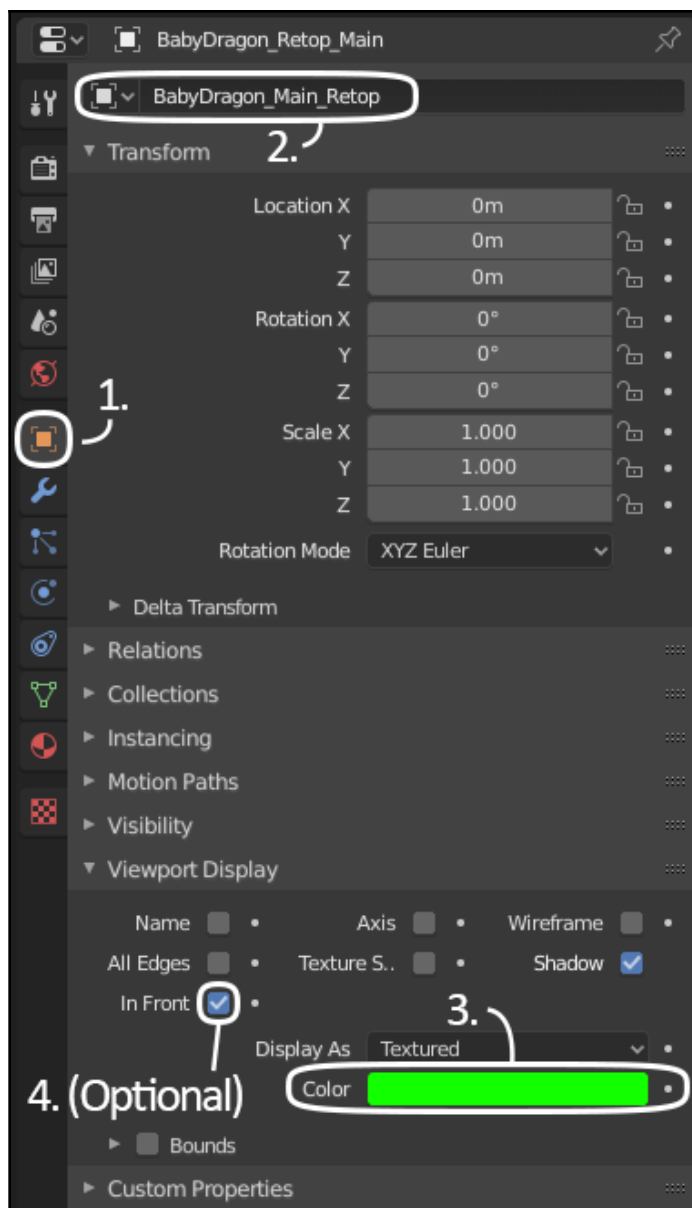 BabyDragon_Retop_Main
BabyDragon_Main_Retop
2.
Transform
Location X 0m
Y 0m
Z 0m
Rotation X 0°
Y 0°
1.
Z 0°
Scale X 1.000
Y 1.000
Z 1.000
Rotation Mode XYZ Euler
Delta Transform
Relations
Collections
Instancing
Motion Paths
Visibility
Viewport Display
Name Axis Wireframe
All Edges Texture S.. Shadow
In Front
3.
Display As Textured
4. (Optional) Color
Bounds
Custom Properties